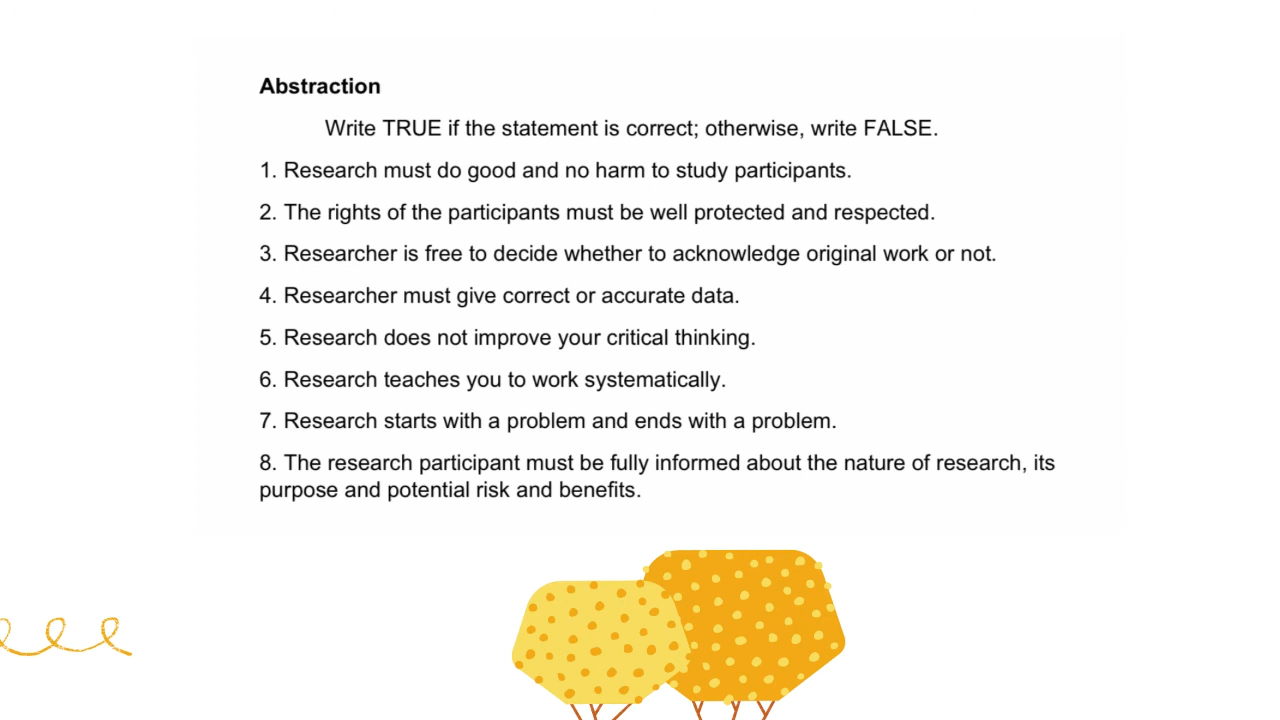 Abstraction
Write TRUE if the statement is correct; otherwise, write FALSE.
1. Research must do good and no harm to study participants.
2. The rights of the participants must be well protected and respected.
3. Researcher is free to decide whether to acknowledge original work or not.
4. Researcher must give correct or accurate data.
5. Research does not improve your critical thinking.
6. Research teaches you to work systematically.
7. Research starts with a problem and ends with a problem.
8. The research participant must be fully informed about the nature of research, its
purpose and potential risk and benefits.